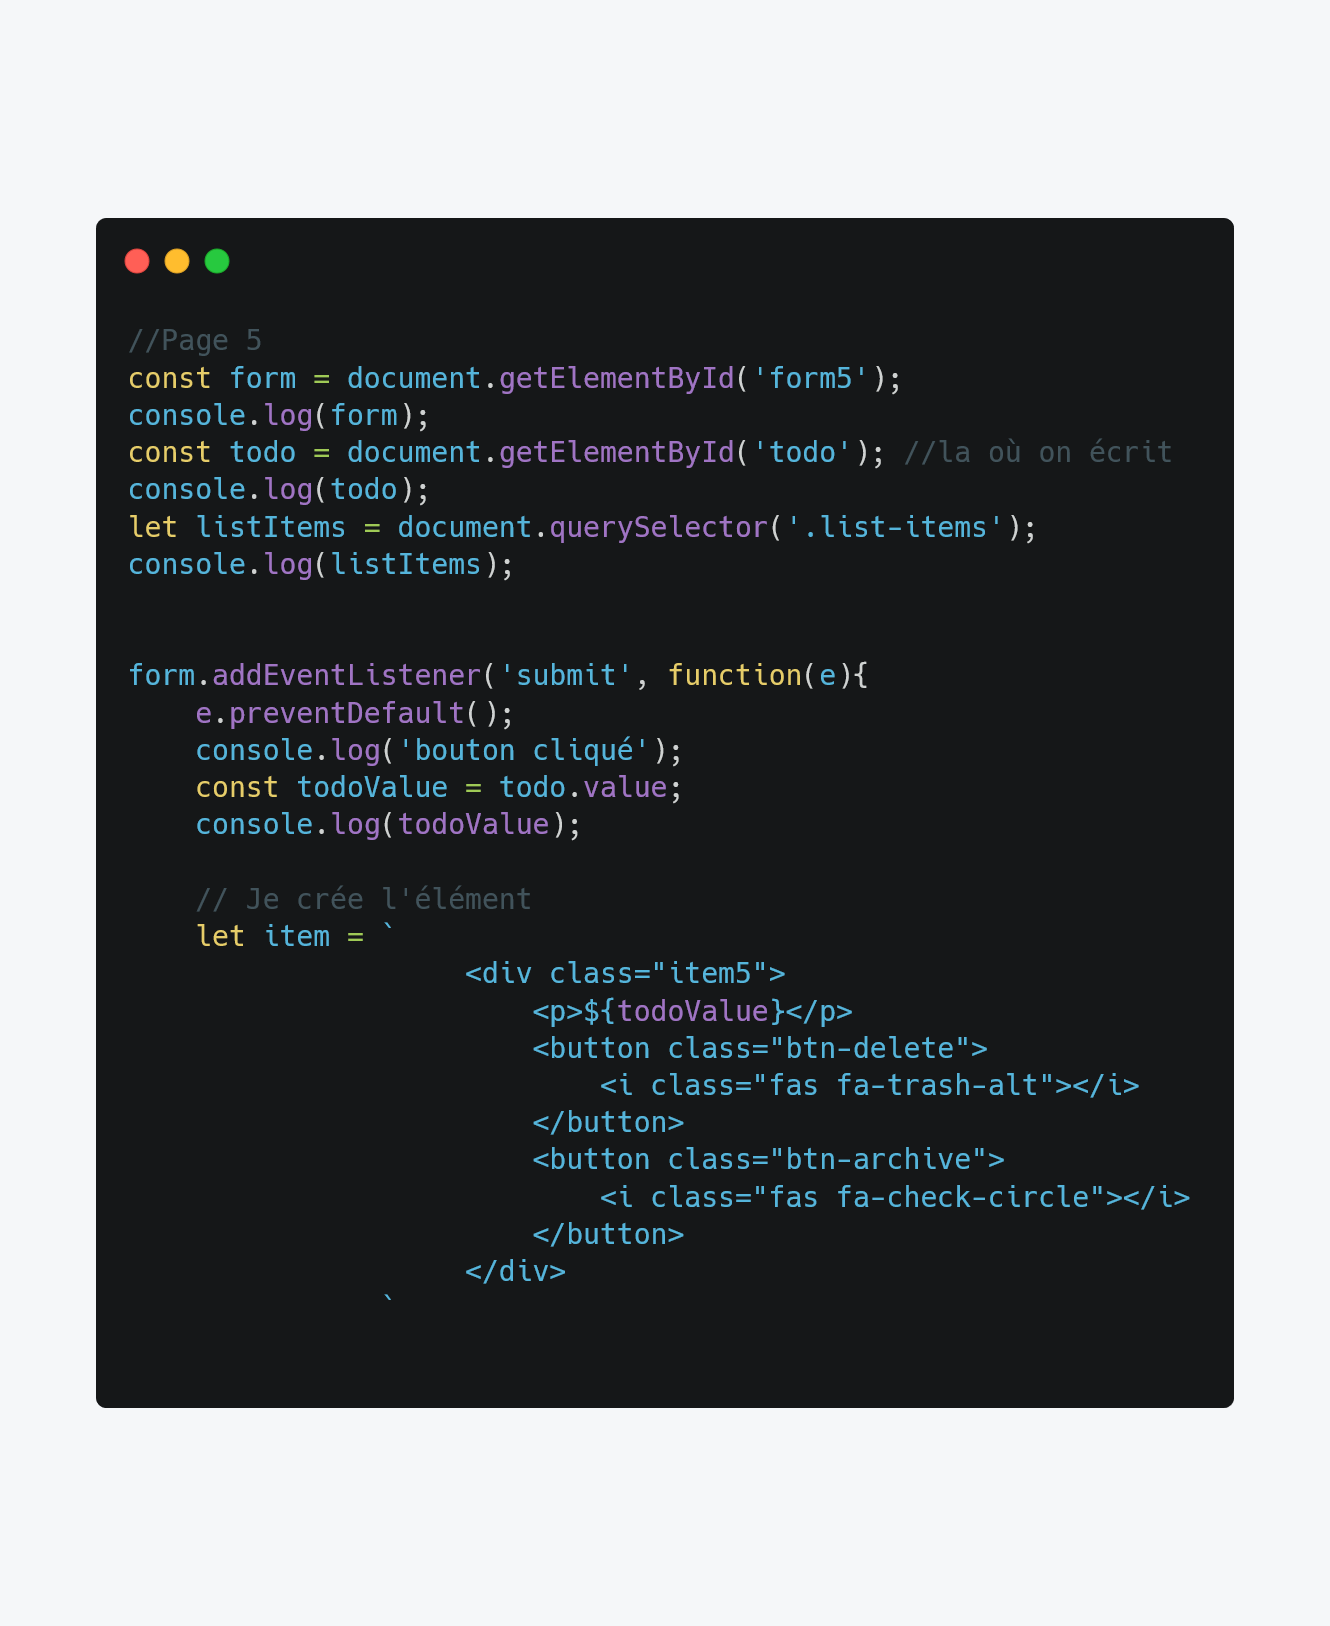 //Page 5
const form = document.getElementById('form5');
console.log(form);
const todo = document.getElementById('todo'); //la où on écrit
console.log(todo);
let listItems = document.querySelector('.list-items');
console.log(listItems);
form.addEventListener('submit', function(e){
    e.preventDefault();
    console.log('bouton cliqué');
    const todoValue = todo.value;
    console.log(todoValue);
    // Je crée l'élément
    let item = `
                    <div class="item5">
                        <p>${todoValue}</p>
                        <button class="btn-delete">
                            <i class="fas fa-trash-alt"></i>
                        </button>
                        <button class="btn-archive">
                            <i class="fas fa-check-circle"></i>
                        </button>
                    </div>
               `